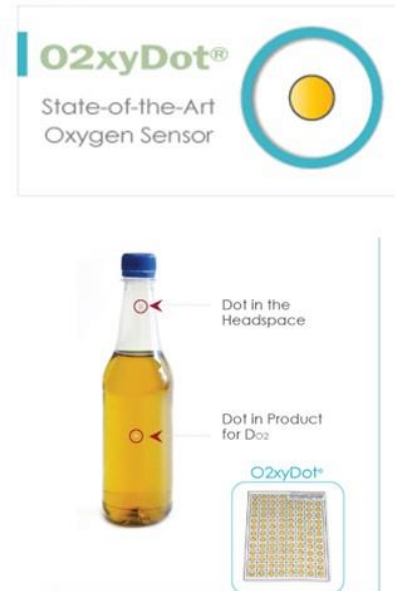 O2xyDot®
State-of-the-Art
Oxygen Sensor
Dot in the
Headspace
Dot in Product
for DO2
O2xyDot®